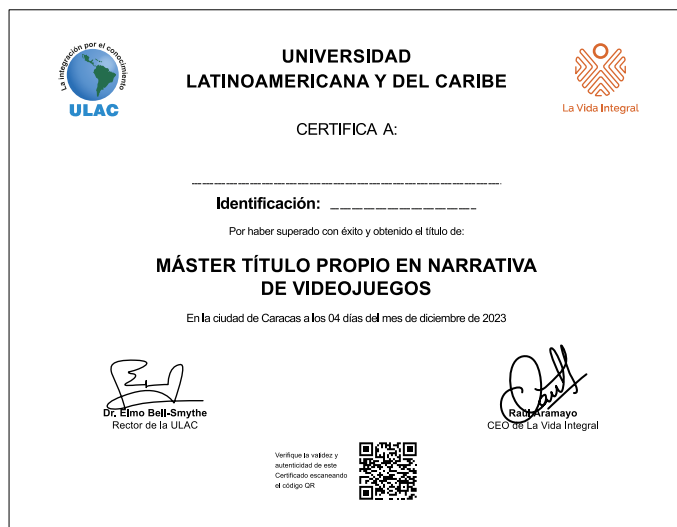 La integración por el conocimiento
ULAC
UNIVERSIDAD
LATINOAMERICANA Y DEL CARIBE
La Vida Integral
CERTIFICA A:
Identificación:
Por haber superado con éxito y obtenido el título de:
MÁSTER TÍTULO PROPIO EN NARRATIVA
DE VIDEOJUEGOS
En la ciudad de Caracas a los 04 días del mes de diciembre de 2023
Dr. Elmo Bell-Smythe
Rector de la ULAC
Raúl Aramayo
CEO de La Vida Integral
Verifique la validez y
autenticidad de este
Certificado escaneando
el código QR